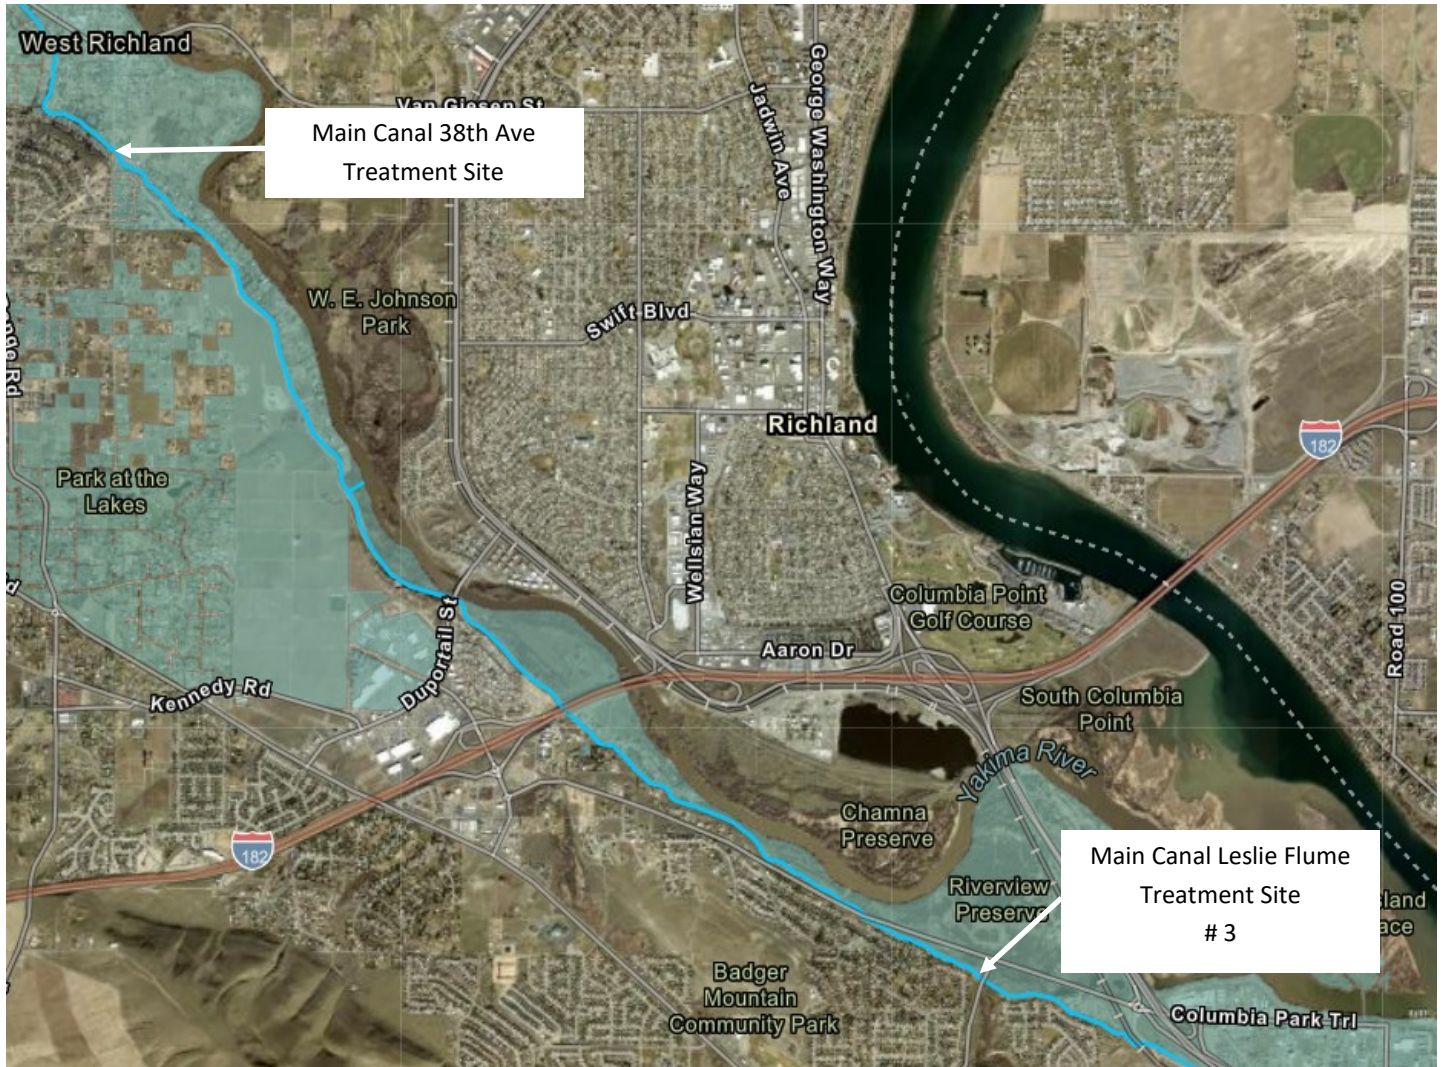 West Richland
Van Giesen St
Main Canal 38th Ave
Treatment Site
George Washington Way
Jadwin Ave
W. E. Johnson
Park
Swift Blvd
Rd
Richland
182
Park at the
Lakes
Wellsian Way
Columbia Point
Golf Course
Road 100
Duportail St
Aaron Dr
Kennedy Rd
South Columbia
Point
Yakima River
Chamna
Preserve
182
Main Canal Leslie Flume
Treatment Site
# 3
Riverview
Preserve
Badger
Mountain
Community Park
Columbia Park Trl